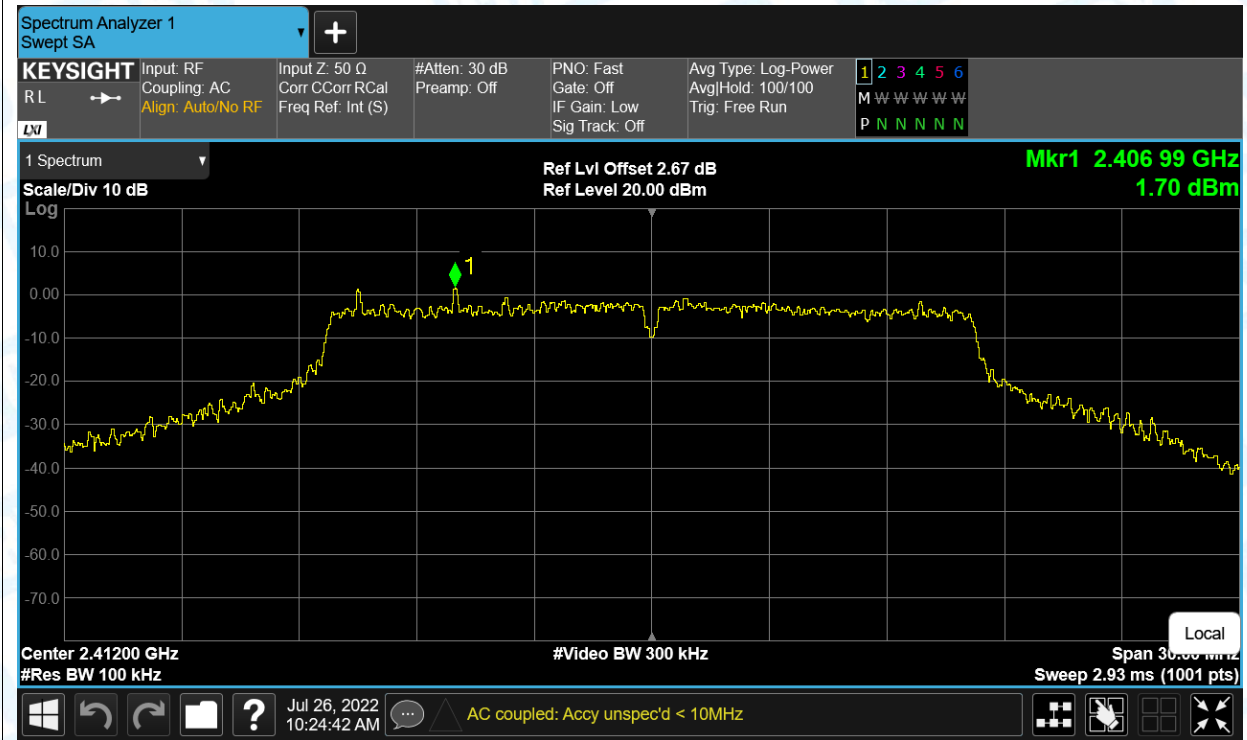 Spectrum Analyzer 1
Swept SA
▼
+
KEYSIGHT
R L
LXI
Input: RF
Coupling: AC
Align: Auto/No RF
Input Z: 50 Ω
Corr CCorr RCal
Freq Ref: Int (S)
#Atten: 30 dB
Preamp: Off
PNO: Fast
Gate: Off
IF Gain: Low
Sig Track: Off
Avg Type: Log-Power
Avg|Hold: 100/100
Trig: Free Run
1 2 3 4 5 6
M W W W W W W
P N N N N N N
1 Spectrum ▼
Scale/Div 10 dB
Log
Ref Lvl Offset 2.67 dB
Ref Level 20.00 dBm
Mkr1 2.406 99 GHz
1.70 dBm
1
10.0
0.00
-10.0
-20.0
-30.0
-40.0
-50.0
-60.0
-70.0
Local
Center 2.41200 GHz
#Video BW 300 kHz
Span 30.00 MHz
#Res BW 100 kHz
Sweep 2.93 ms (1001 pts)
?
Jul 26, 2022
10:24:42 AM
AC coupled: Accy unspec'd < 10MHz